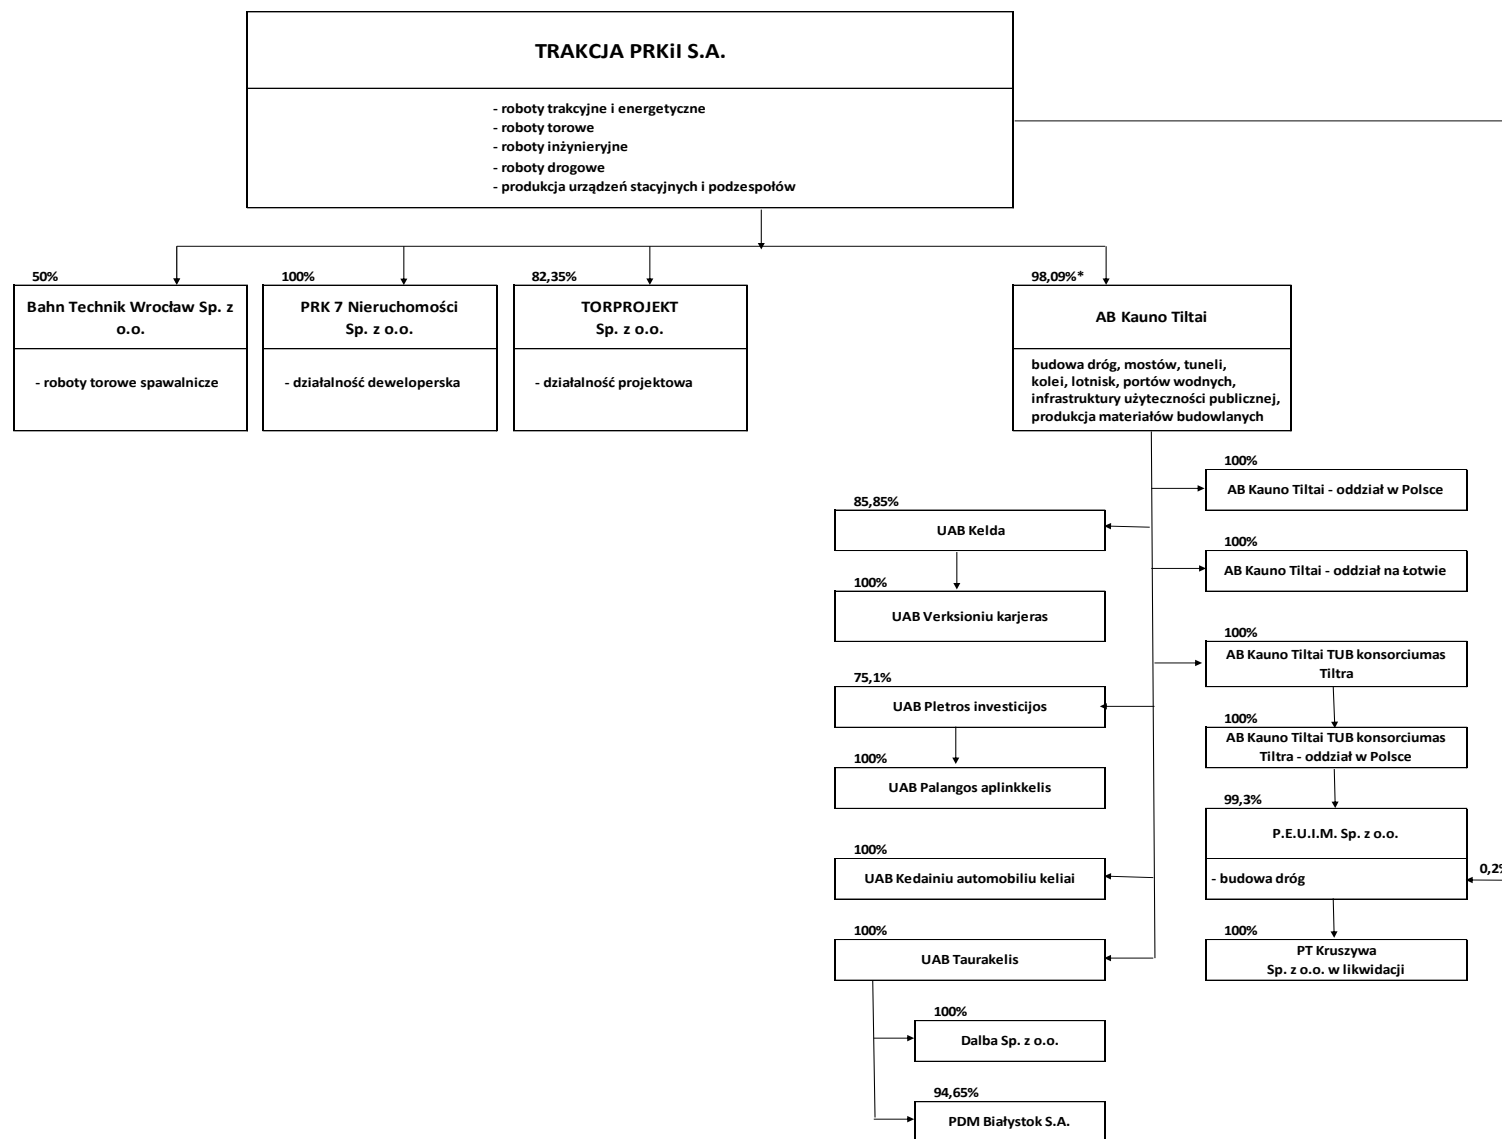 TRAKCJA PRKiI S.A.
- roboty trakcyjne i energetyczne
- roboty torowe
- roboty inżynieryjne
- roboty drogowe
- produkcja urządzeń stacyjnych i podzespołów
50%
Bahn Technik Wrocław Sp. z
o.o.
- roboty torowe spawalnicze
100%
PRK 7 Nieruchomości
Sp. z o.o.
- działalność deweloperska
82,35%
TORPROJEKT
Sp. z o.o.
- działalność projektowa
98,09%*
AB Kauno Tiltai
budowa dróg, mostów, tuneli,
kolei, lotnisk, portów wodnych,
infrastruktury użyteczności publicznej,
produkcja materiałów budowlanych
85,85%
UAB Kelda
100%
UAB Verksioniu karjeras
75,1%
UAB Pletros investicijos
100%
UAB Palangos aplinkkelis
100%
UAB Kedainiu automobiliu keliai
100%
UAB Taurakelis
100%
Dalba Sp. z o.o.
94,65%
PDM Białystok S.A.
100%
AB Kauno Tiltai - oddział w Polsce
100%
AB Kauno Tiltai - oddział na Łotwie
100%
AB Kauno Tiltai TUB konsorciumas
Tiltra
100%
AB Kauno Tiltai TUB konsorciumas
Tiltra - oddział w Polsce
99,3%
P.E.U.I.M. Sp. z o.o.
- budowa dróg
0,2%
100%
PT Kruszywa
Sp. z o.o. w likwidacji